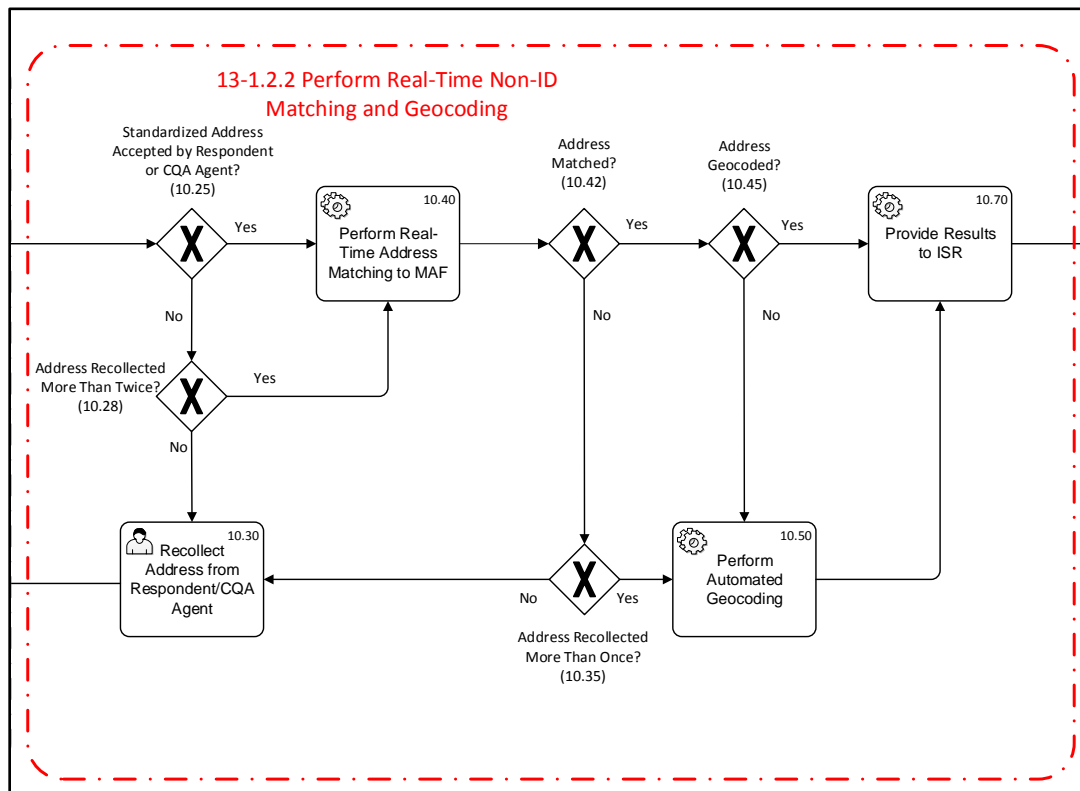 13-1.2.2 Perform Real-Time Non-ID
Matching and Geocoding
Standardized Address
Accepted by Respondent
or CQA Agent?
(10.25)
Yes
No
10.40
Perform Real-
Time Address
Matching to MAF
Address
Matched?
(10.42)
Yes
No
Address
Geocoded?
(10.45)
Yes
No
10.70
Provide Results
to ISR
Address Recollected
More Than Twice?
(10.28)
Yes
No
10.30
Recollect
Address from
Respondent/CQA
Agent
No
Yes
Address Recollected
More Than Once?
(10.35)
10.50
Perform
Automated
Geocoding